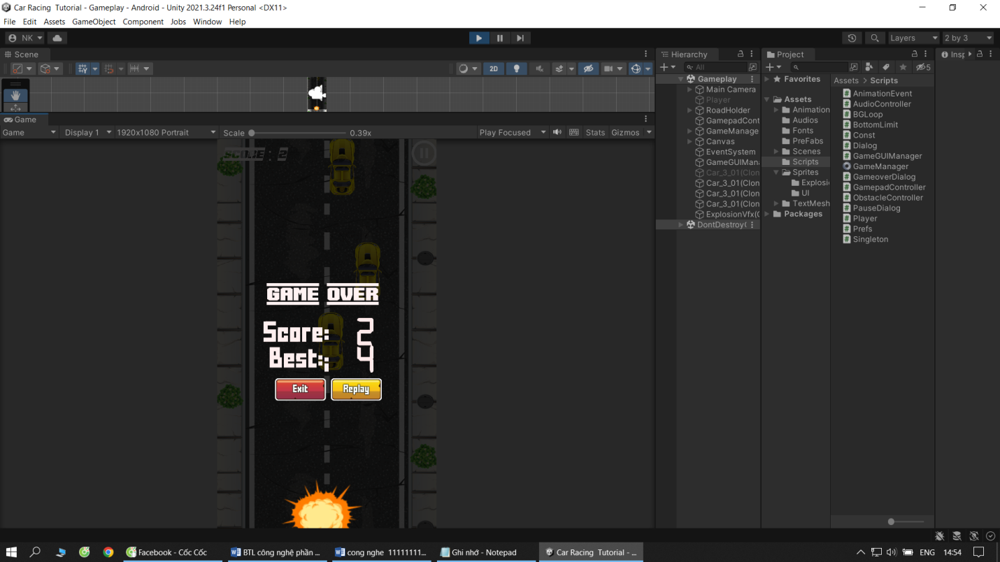 Car Racing Tutorial - Gameplay - Android - Unity 2021.3.24f1 Personal <DX11>
File Edit Assets GameObject Component Jobs Window Help
NK Layers 2 by 3
Scene
2D
Game
Game Display 1 1920x1080 Portrait Scale 0.39x Play Focused Stats Gizmos
SCORE : 2
GAME OVER
Score: 2
Best:; 4
Exit Replay
Hierarchy
All
Gameplay
Main Camera
Player
RoadHolder
GamepadCont
GameManage
Canvas
EventSystem
GameGUIMana
Car_3_01(Clon
Car_3_01(Clon
Car_3_01(Clon
Car_3_01(Clon
ExplosionVfx(C
DontDestroy(
Project
5
Favorites
Assets
Animation
Audios
Fonts
PreFabs
Scenes
Scripts
Sprites
Explosi
UI
TextMesh
Packages
Assets > Scripts
AnimationEvent
AudioController
BGLoop
BottomLimit
Const
Dialog
GameGUIManager
GameManager
GameoverDialog
GamepadController
ObstacleController
PauseDialog
Player
Prefs
Singleton
Insp
Facebook - Cốc Cốc BTL công nghệ phần ... cong nghe 11111111... Ghi nhớ - Notepad Car Racing Tutorial - ... ENG 14:54